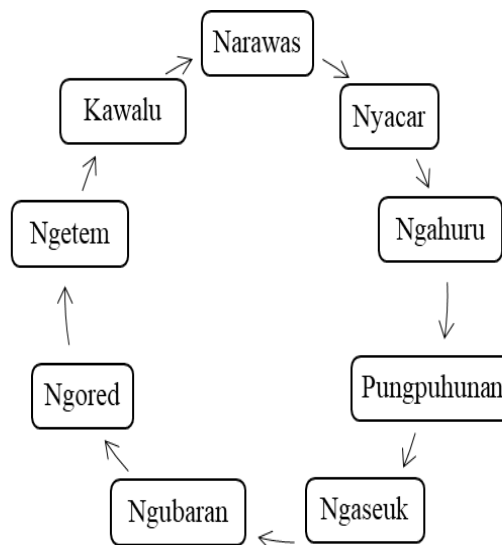 Narawas
Nyacar
Ngahuru
Pungpuhunan
Ngaseuk
Ngubaran
Ngored
Ngetem
Kawalu